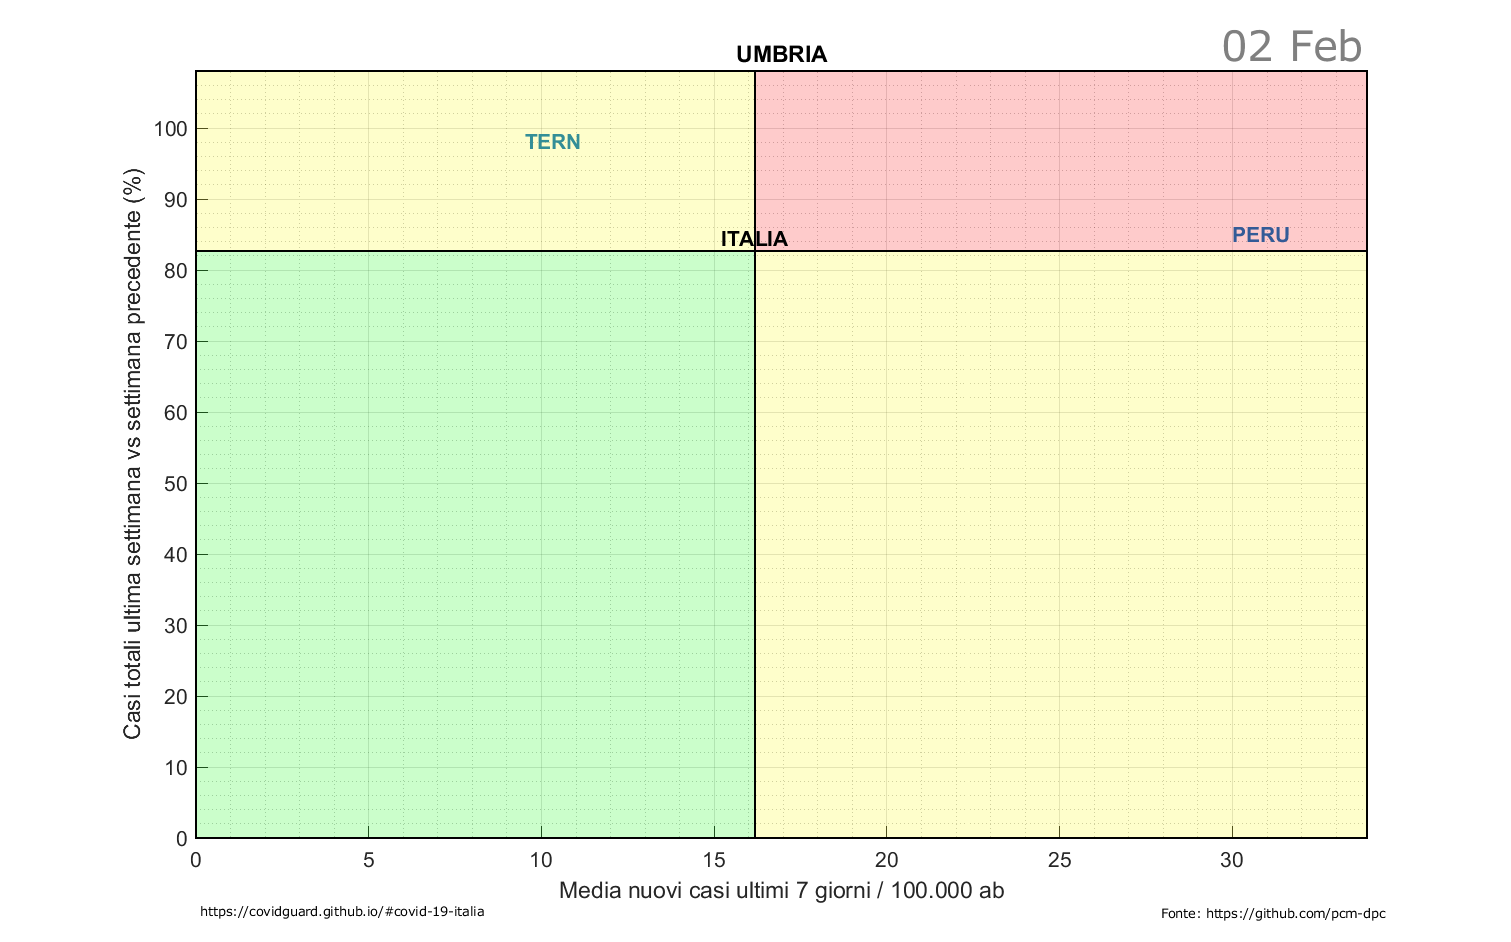 UMBRIA
02 Feb
TERN
ITALIA
PERU
Casi totali ultima settimana vs settimana precedente (%)
100
90
80
70
60
50
40
30
20
10
0
0 5 10 15 20 25 30
Media nuovi casi ultimi 7 giorni / 100.000 ab
https://covidguard.github.io/#covid-19-italia
Fonte: https://github.com/pcm-dpc